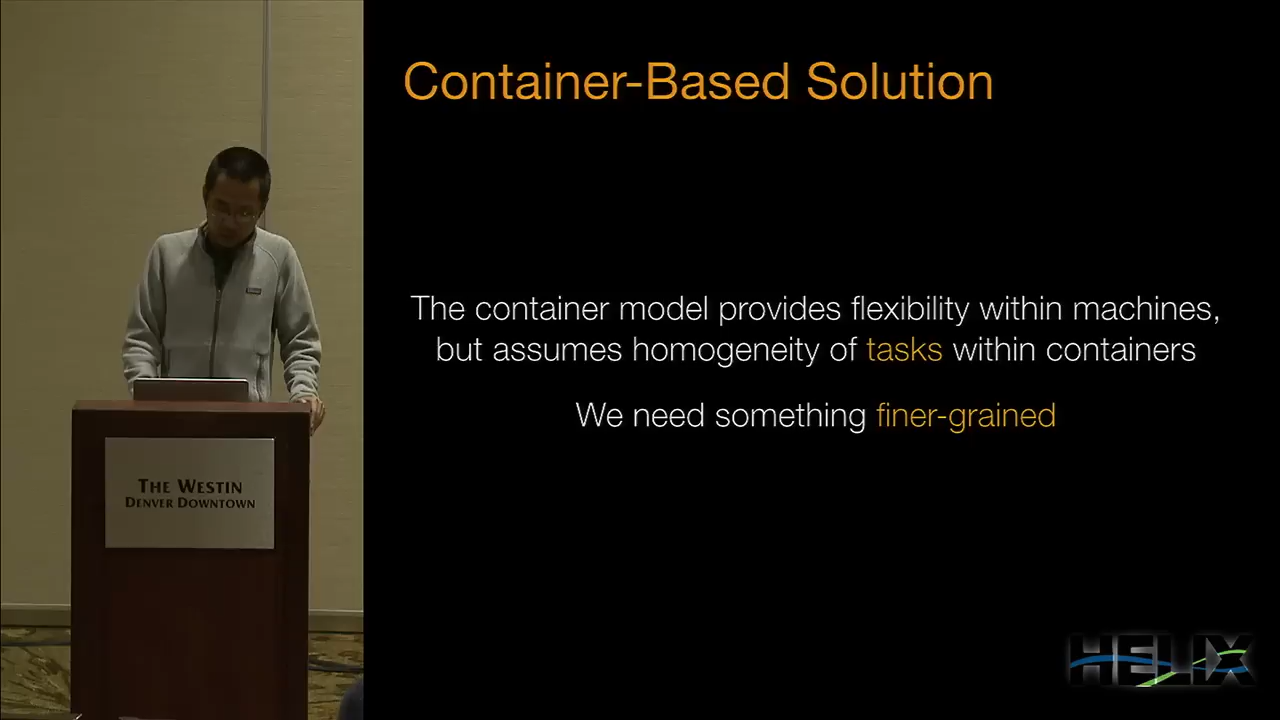 Container-Based Solution
The container model provides flexibility within machines,
but assumes homogeneity of tasks within containers
We need something finer-grained
THE WESTIN
DENVER DOWNTOWN
HELIX